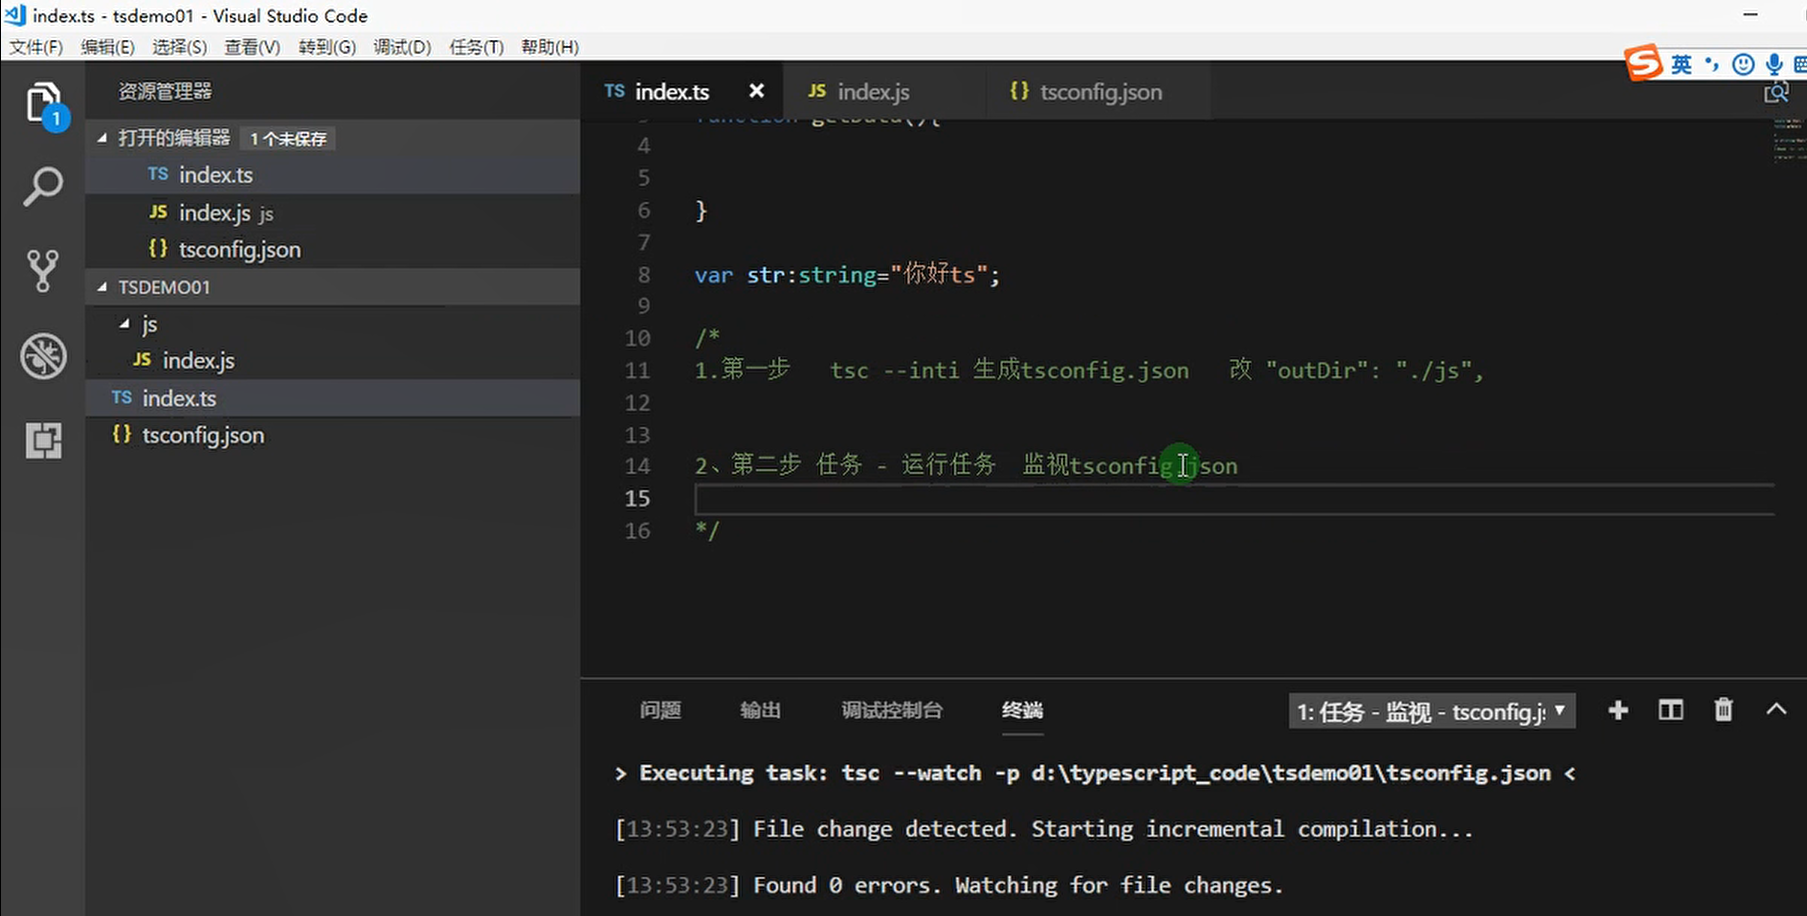 index.ts - tsdemo01 - Visual Studio Code
文件(F) 编辑(E) 选择(S) 查看(V) 转到(G) 调试(D) 任务(T) 帮助(H)
英
资源管理器
1
打开的编辑器 1 个未保存
TS index.ts
JS index.js js
{} tsconfig.json
TSDEMO01
js
JS index.js
TS index.ts
{} tsconfig.json
TS index.ts × JS index.js {} tsconfig.json
3 function getData(){
4
5
6 }
7
8 var str:string="你好ts";
9
10 /*
11 1.第一步 tsc --inti 生成tsconfig.json 改 "outDir": "./js",
12
13
14 2、第二步 任务 - 运行任务 监视tsconfig.json
15
16 */
问题 输出 调试控制台 终端 1: 任务 - 监视 - tsconfig.j
> Executing task: tsc --watch -p d:\typescript_code\tsdemo01\tsconfig.json <
[13:53:23] File change detected. Starting incremental compilation...
[13:53:23] Found 0 errors. Watching for file changes.